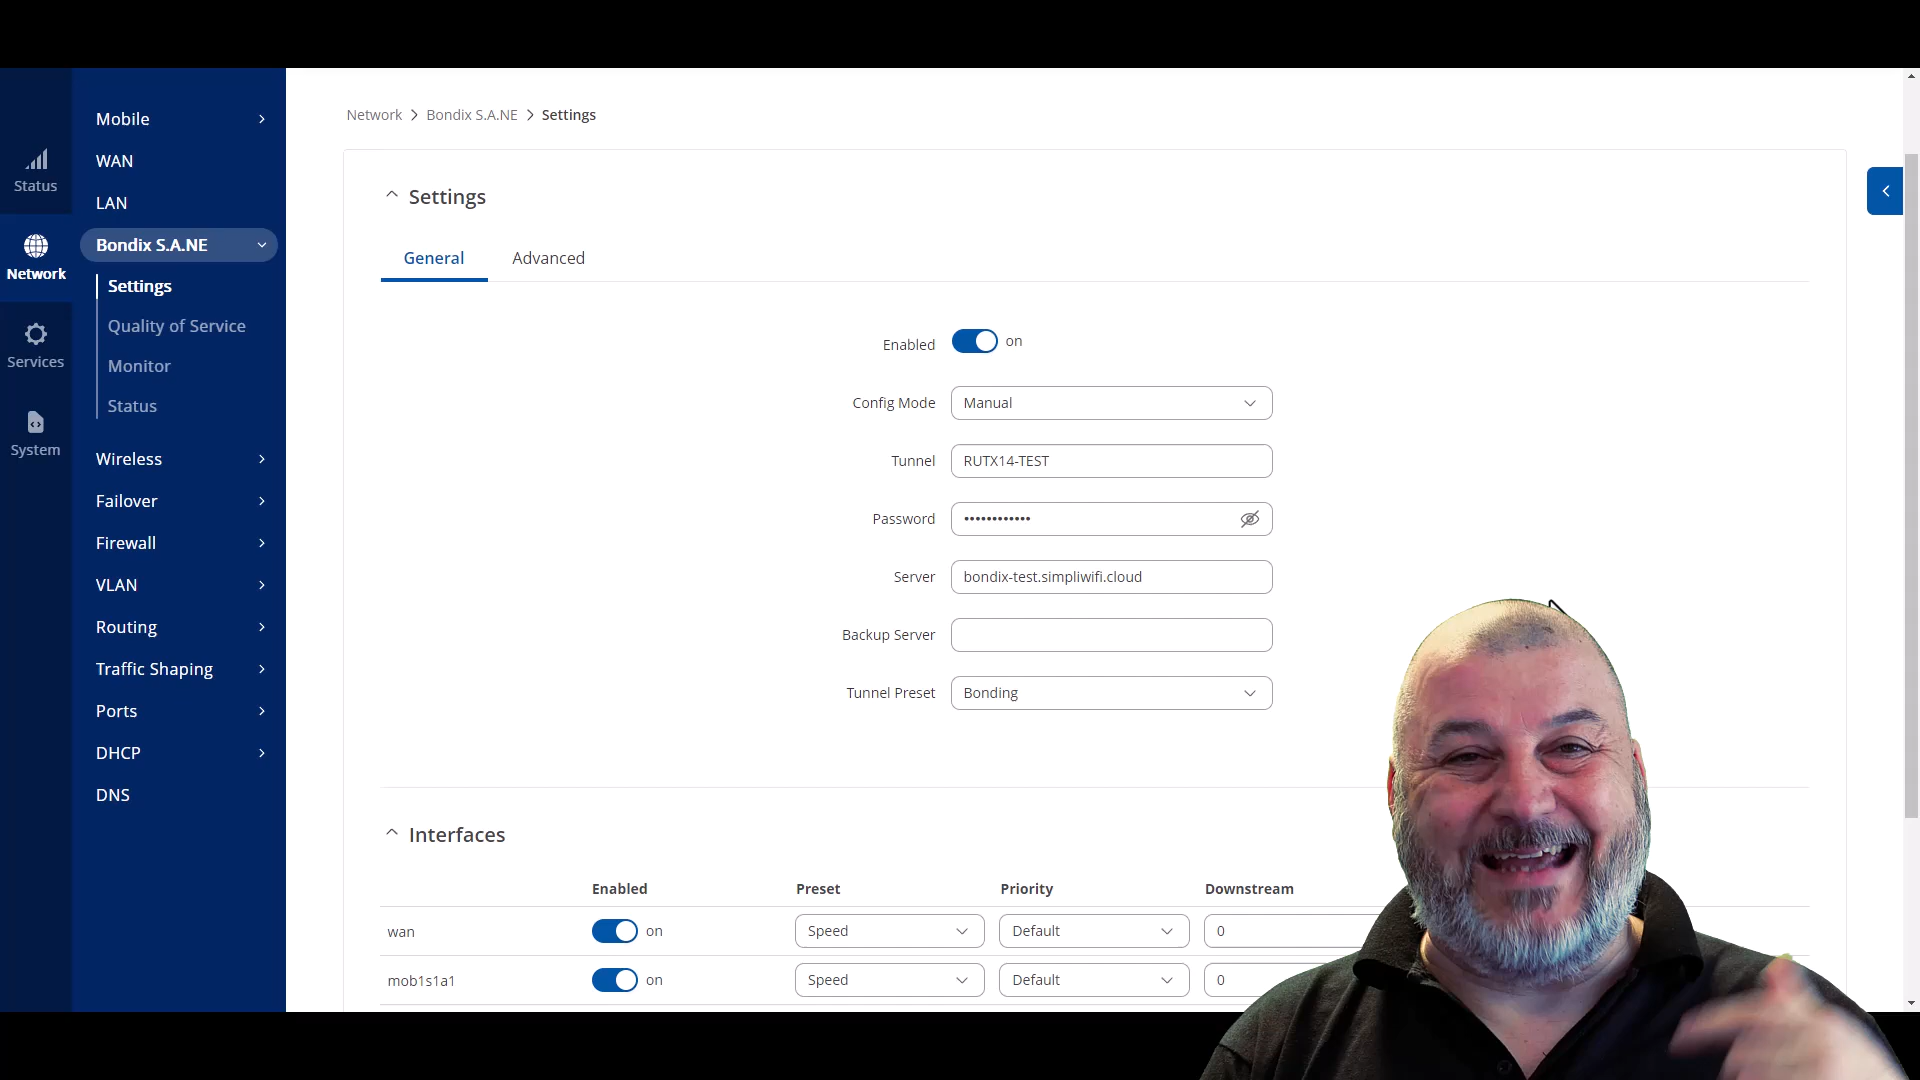 Status
Network
Services
System
Mobile
WAN
LAN
Bondix S.A.NE
Settings
Quality of Service
Monitor
Status
Wireless
Failover
Firewall
VLAN
Routing
Traffic Shaping
Ports
DHCP
DNS
Network > Bondix S.A.NE > Settings
Settings
General Advanced
Enabled on
Config Mode Manual
Tunnel RUTX14-TEST
Password ••••••••••••
Server bondix-test.simpliwifi.cloud
Backup Server
Tunnel Preset Bonding
Interfaces
Enabled Preset Priority Downstream
wan on Speed Default 0
mob1s1a1 on Speed Default 0